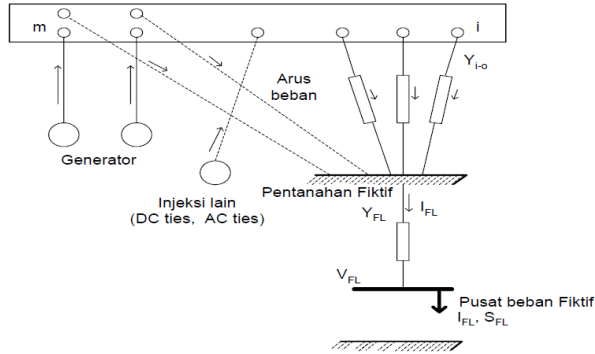 m
i
Y i-o
Arus
beban
Generator
Injeksi lain
(DC ties, AC ties)
Pentanahan Fiktif
Y FL
I FL
V FL
Pusat beban Fiktif
I FL, S FL